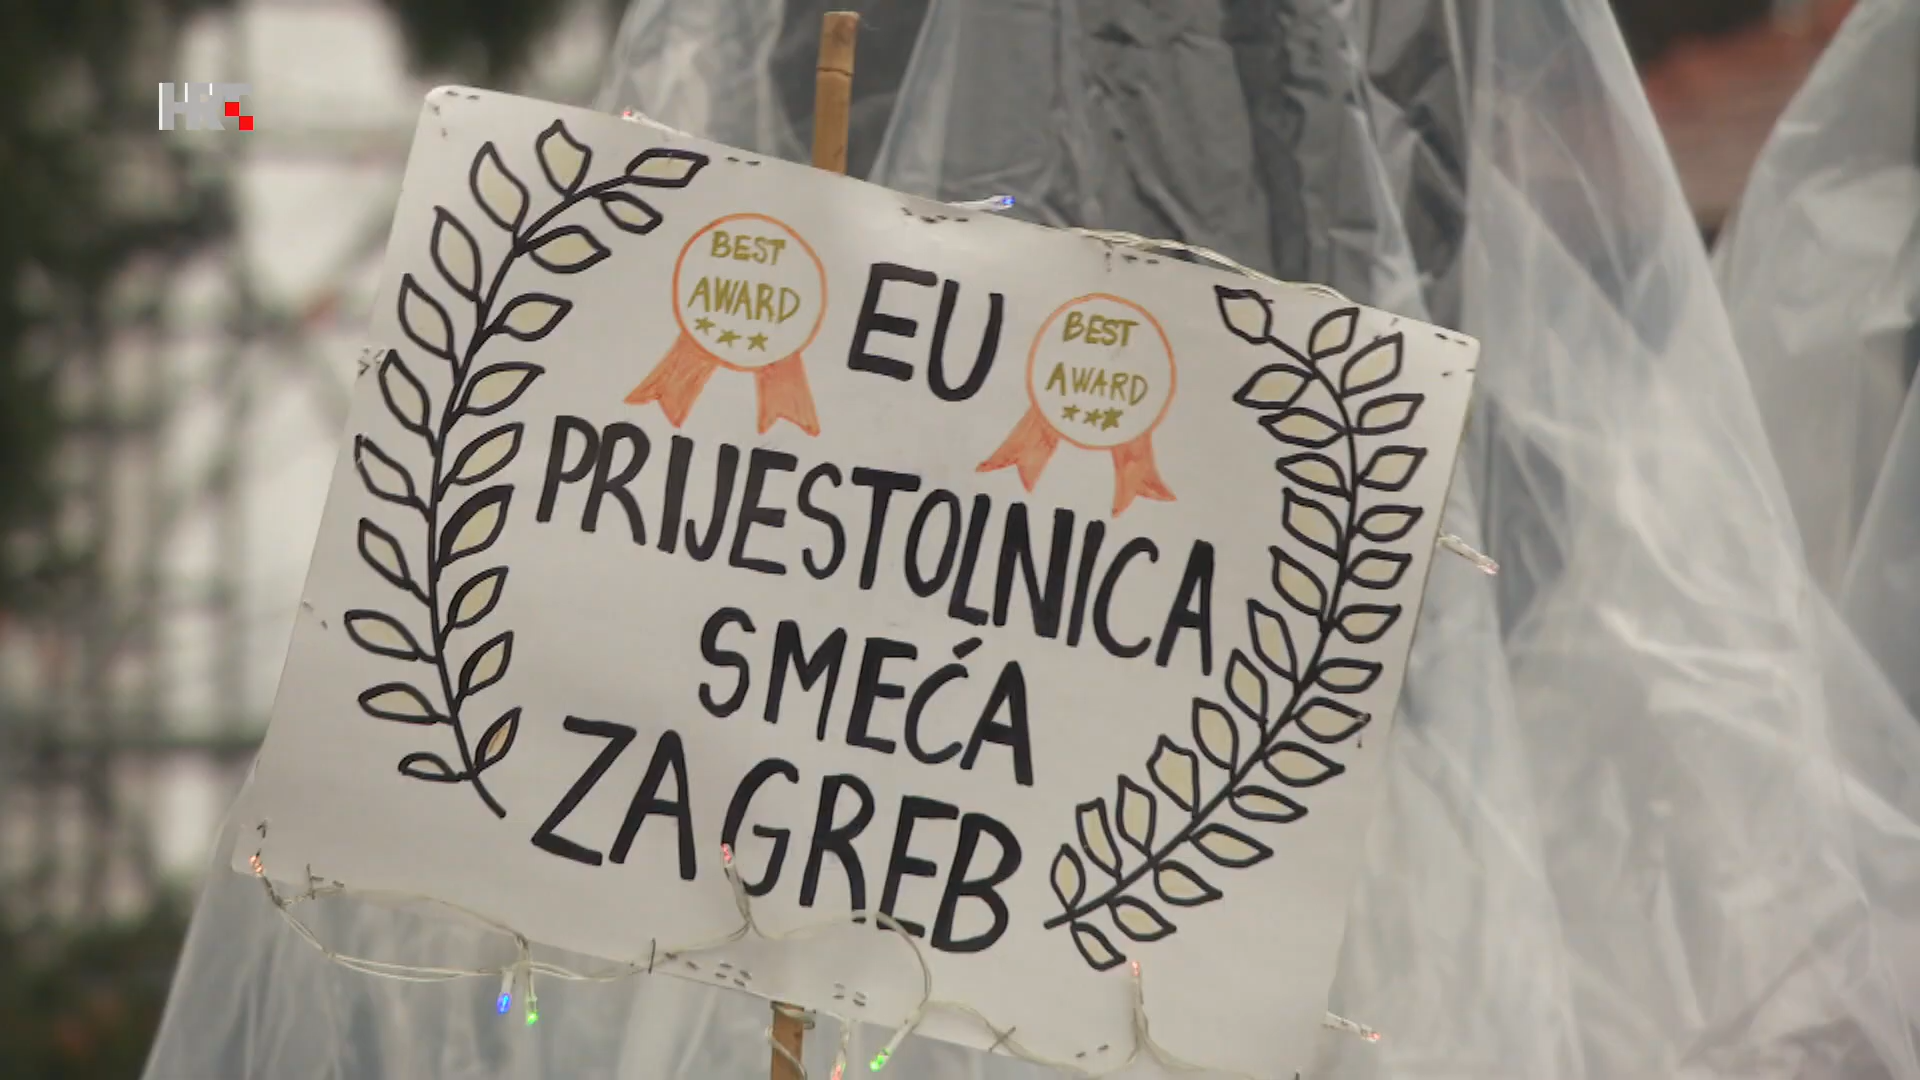 HRT
BEST
AWARD
EU
BEST
AWARD
PRIJESTOLNICA
SMEĆA
ZAGREB